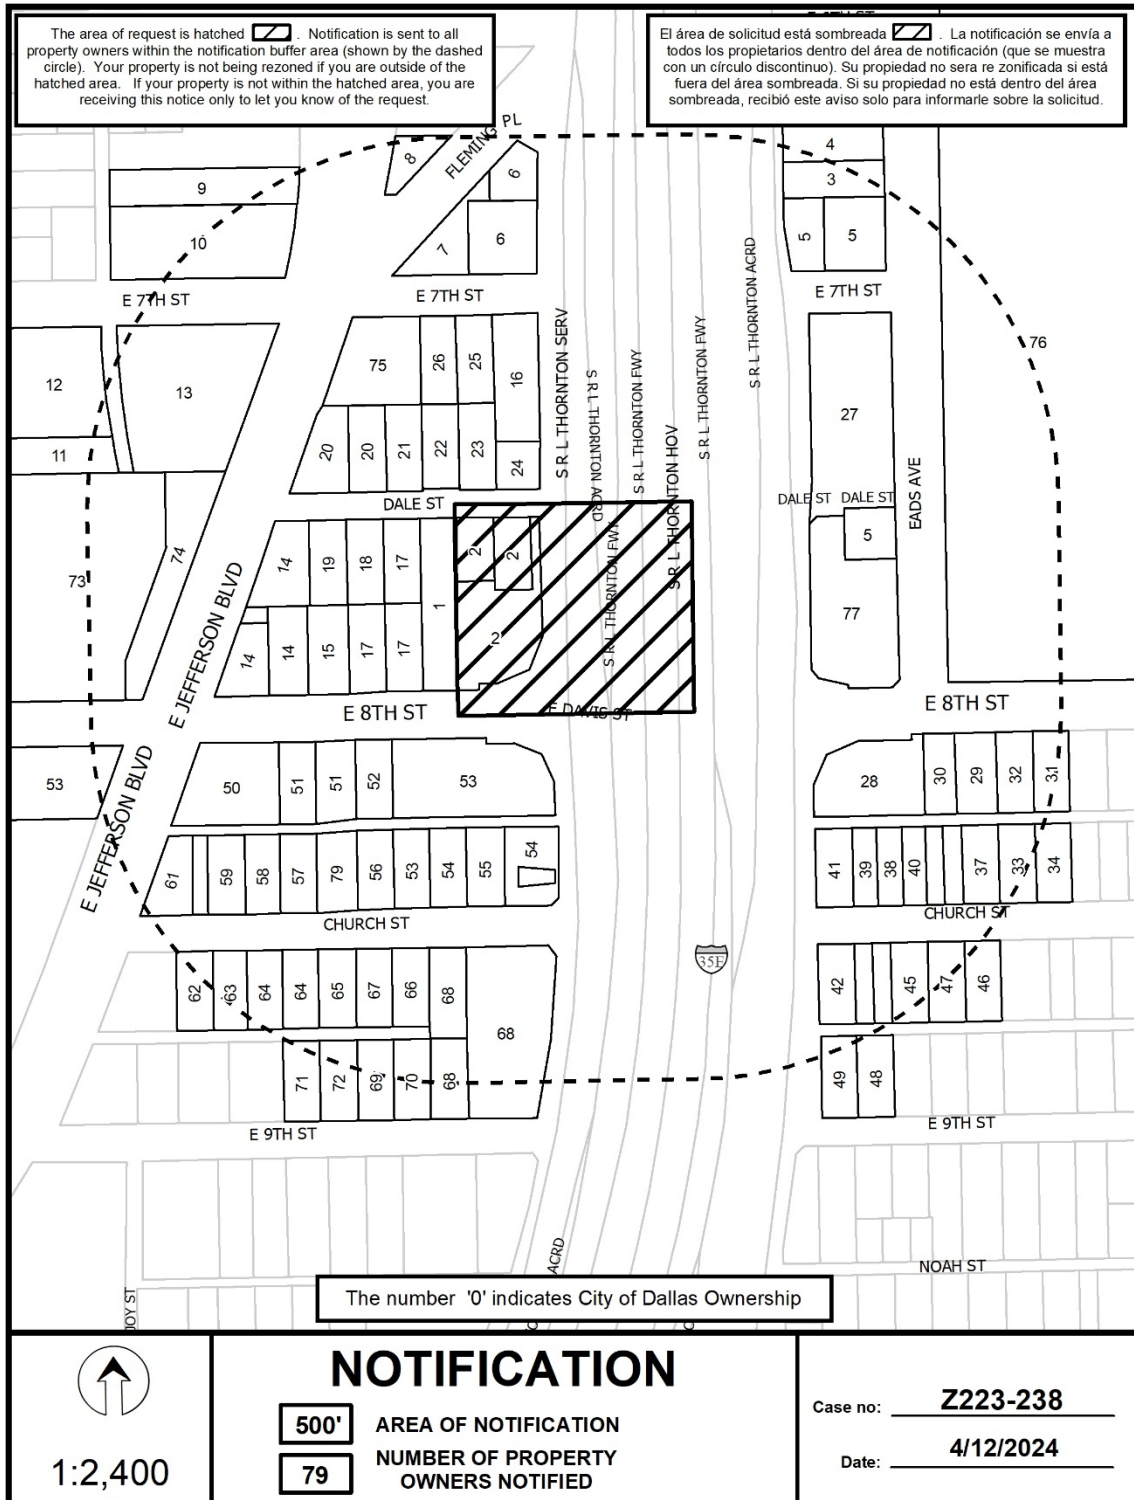 The area of request is hatched . Notification is sent to all
property owners within the notification buffer area (shown by the dashed
circle). Your property is not being rezoned if you are outside of the
hatched area. If your property is not within the hatched area, you are
receiving this notice only to let you know of the request.
El área de solicitud está sombreada . La notificación se envía a
todos los propietarios dentro del área de notificación (que se muestra
con un círculo discontinuo). Su propiedad no sera re zonificada si está
fuera del área sombreada. Si su propiedad no está dentro del área
sombreada, recibió este aviso solo para informarle sobre la solicitud.
FLEMING PL
8
6
7
6
4
3
5
5
9
10
E 7TH ST
E 7TH ST
E 7TH ST
76
12
13
11
75
26
25
16
20
20
21
22
23
24
S R L THORNTON SERV
S R L THORNTON ACRD
S R L THORNTON FWY
S R L THORNTON HOV
S R L THORNTON FWY
S R L THORNTON ACRD
S R L THORNTON FWY
27
EADS AVE
DALE ST
DALE ST
DALE ST
5
77
73
74
E JEFFERSON BLVD
14
19
18
17
1
2
2
2
14
14
15
17
17
E 8TH ST
E DAVIS ST
E 8TH ST
53
E JEFFERSON BLVD
50
51
51
52
53
28
30
29
32
31
61
59
58
57
79
56
53
54
55
54
41
39
38
40
37
33
34
CHURCH ST
CHURCH ST
35E
62
63
64
64
65
67
66
68
68
42
45
47
46
71
72
69
70
68
49
48
E 9TH ST
E 9TH ST
NOAH ST
JOY ST
ACRD
The number '0' indicates City of Dallas Ownership
1:2,400
NOTIFICATION
500' AREA OF NOTIFICATION
79 NUMBER OF PROPERTY
OWNERS NOTIFIED
Case no: Z223-238
Date: 4/12/2024